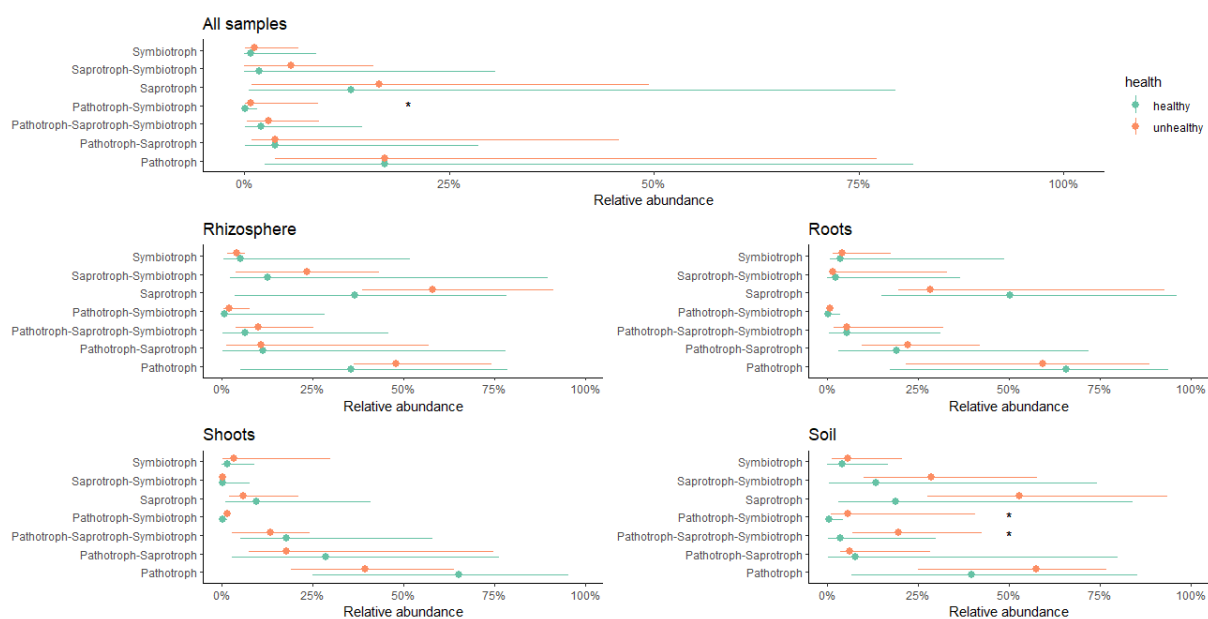 All samples
Symbiotroph
Saprotroph-Symbiotroph
Saprotroph
Pathotroph-Symbiotroph
*
Pathotroph-Saprotroph-Symbiotroph
Pathotroph-Saprotroph
Pathotroph
0% 25% 50% 75% 100%
Relative abundance
health
healthy
unhealthy
Rhizosphere
Symbiotroph
Saprotroph-Symbiotroph
Saprotroph
Pathotroph-Symbiotroph
Pathotroph-Saprotroph-Symbiotroph
Pathotroph-Saprotroph
Pathotroph
0% 25% 50% 75% 100%
Relative abundance
Roots
Symbiotroph
Saprotroph-Symbiotroph
Saprotroph
Pathotroph-Symbiotroph
Pathotroph-Saprotroph-Symbiotroph
Pathotroph-Saprotroph
Pathotroph
0% 25% 50% 75% 100%
Relative abundance
Shoots
Symbiotroph
Saprotroph-Symbiotroph
Saprotroph
Pathotroph-Symbiotroph
Pathotroph-Saprotroph-Symbiotroph
Pathotroph-Saprotroph
Pathotroph
0% 25% 50% 75% 100%
Relative abundance
Soil
Symbiotroph
Saprotroph-Symbiotroph
Saprotroph
Pathotroph-Symbiotroph
*
Pathotroph-Saprotroph-Symbiotroph
*
Pathotroph-Saprotroph
Pathotroph
0% 25% 50% 75% 100%
Relative abundance